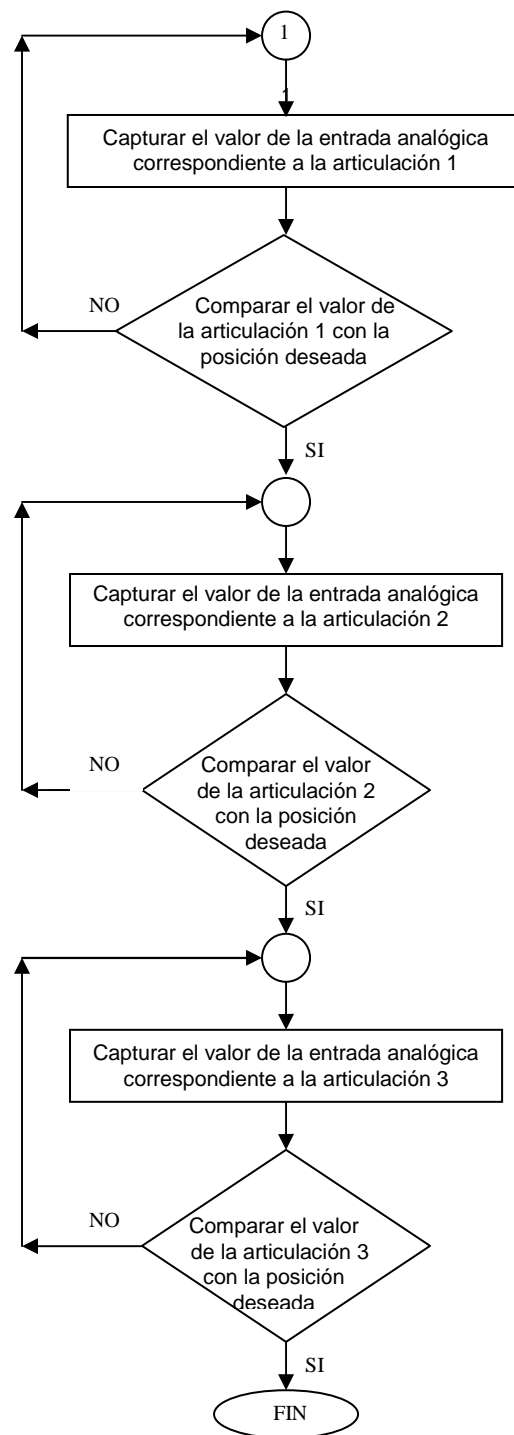 1
1
Capturar el valor de la entrada analógica
correspondiente a la articulación 1
NO
Comparar el valor de
la articulación 1 con la
posición deseada
SI
Capturar el valor de la entrada analógica
correspondiente a la articulación 2
NO
Comparar el valor
de la articulación 2
con la posición
deseada
SI
Capturar el valor de la entrada analógica
correspondiente a la articulación 3
NO
Comparar el valor
de la articulación 3
con la posición
deseada
SI
FIN